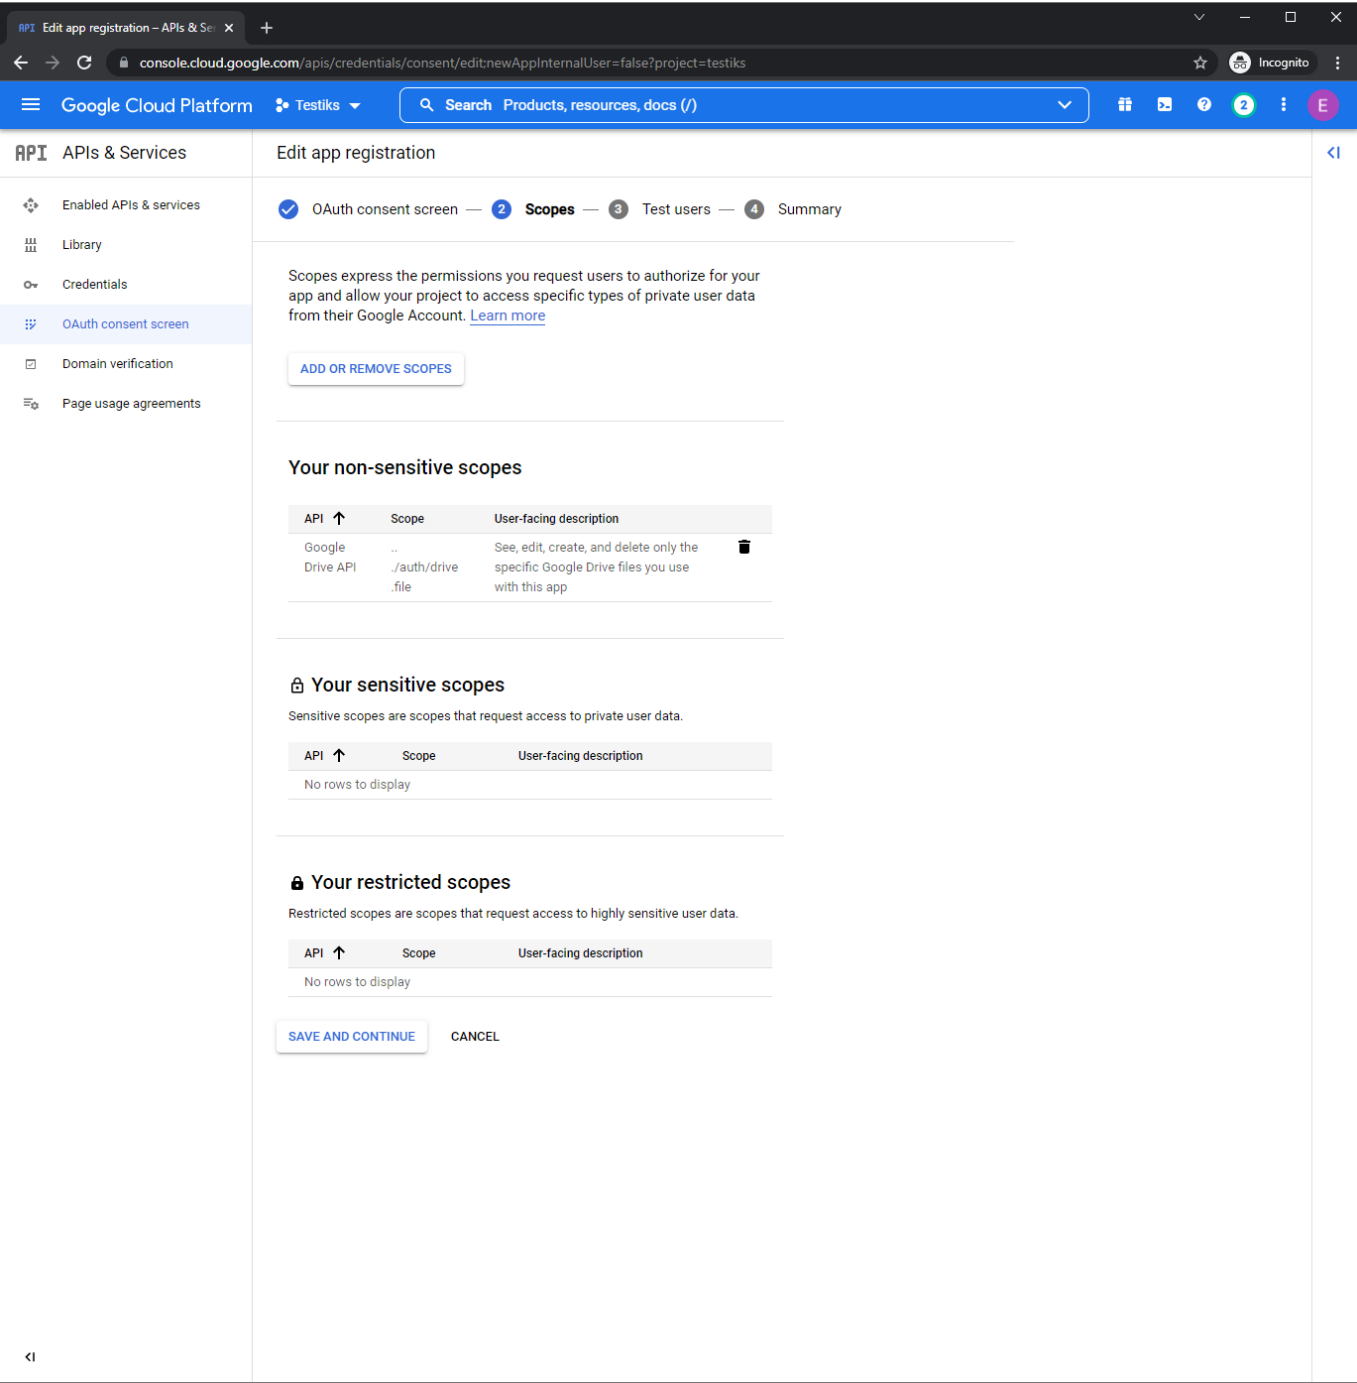 API Edit app registration – APIs & Ser
console.cloud.google.com/apis/credentials/consent/edit;newAppInternalUser=false?project=testiks
Incognito
Google Cloud Platform
Testiks
Search Products, resources, docs (/)
2
E
API APIs & Services
Edit app registration
Enabled APIs & services
Library
Credentials
OAuth consent screen
Domain verification
Page usage agreements
OAuth consent screen — 2 Scopes — 3 Test users — 4 Summary
Scopes express the permissions you request users to authorize for your
app and allow your project to access specific types of private user data
from their Google Account. Learn more
ADD OR REMOVE SCOPES
Your non-sensitive scopes
API Scope User-facing description
Google .. See, edit, create, and delete only the
Drive API ./auth/drive specific Google Drive files you use
.file with this app
Your sensitive scopes
Sensitive scopes are scopes that request access to private user data.
API Scope User-facing description
No rows to display
Your restricted scopes
Restricted scopes are scopes that request access to highly sensitive user data.
API Scope User-facing description
No rows to display
SAVE AND CONTINUE CANCEL